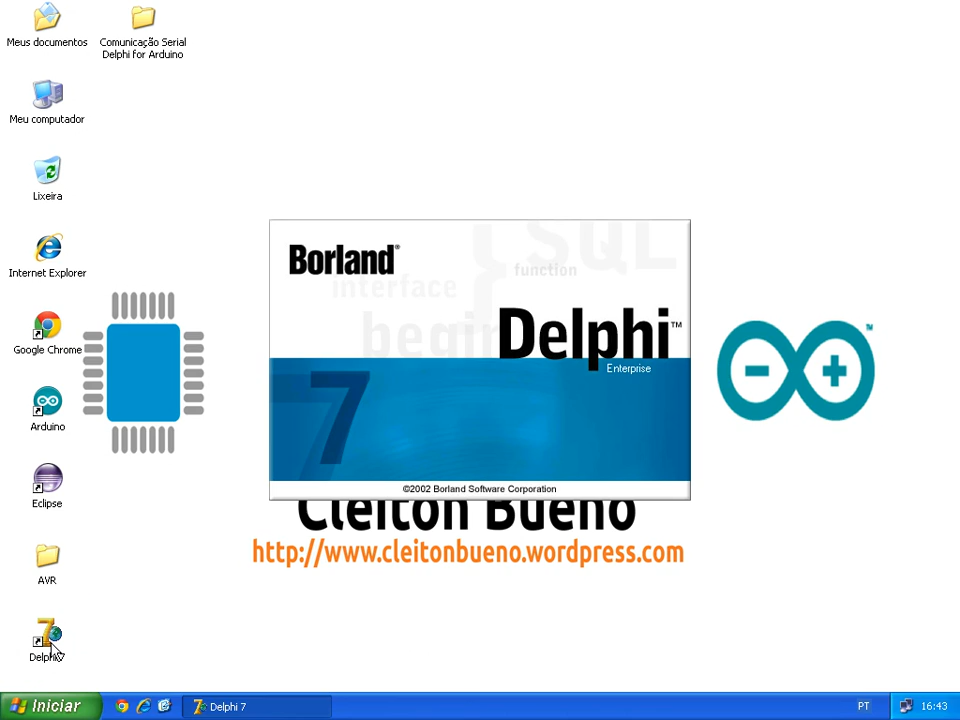 Meus documentos
Comunicação Serial
Delphi for Arduino
Meu computador
Lixeira
Internet Explorer
Google Chrome
Arduino
Eclipse
AVR
Delphi 7
Borland®
SQL
function
interface
}
begin
Delphi™
Enterprise
7
©2002 Borland Software Corporation
Cleiton Bueno
http://www.cleitonbueno.wordpress.com
TM
Iniciar
Delphi 7
PT
16:43